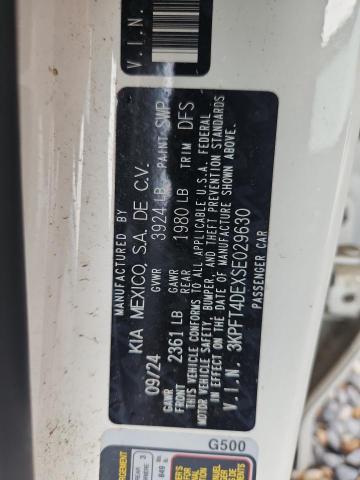 V.I.N.
MANUFACTURED BY
KIA MEXICO, S.A. DE C.V.
09/24 GVWR 3924 LB PAINT SWP
GAWR FRONT 2361 LB GAWR REAR 1980 LB TRIM DFS
THIS VEHICLE CONFORMS TO ALL APPLICABLE U.S.A. FEDERAL
MOTOR VEHICLE SAFETY, BUMPER, AND THEFT PREVENTION STANDARDS
IN EFFECT ON THE DATE OF MANUFACTURE SHOWN ABOVE.
V.I.N. 3KPFT4DEXSE029630
PASSENGER CAR
G500